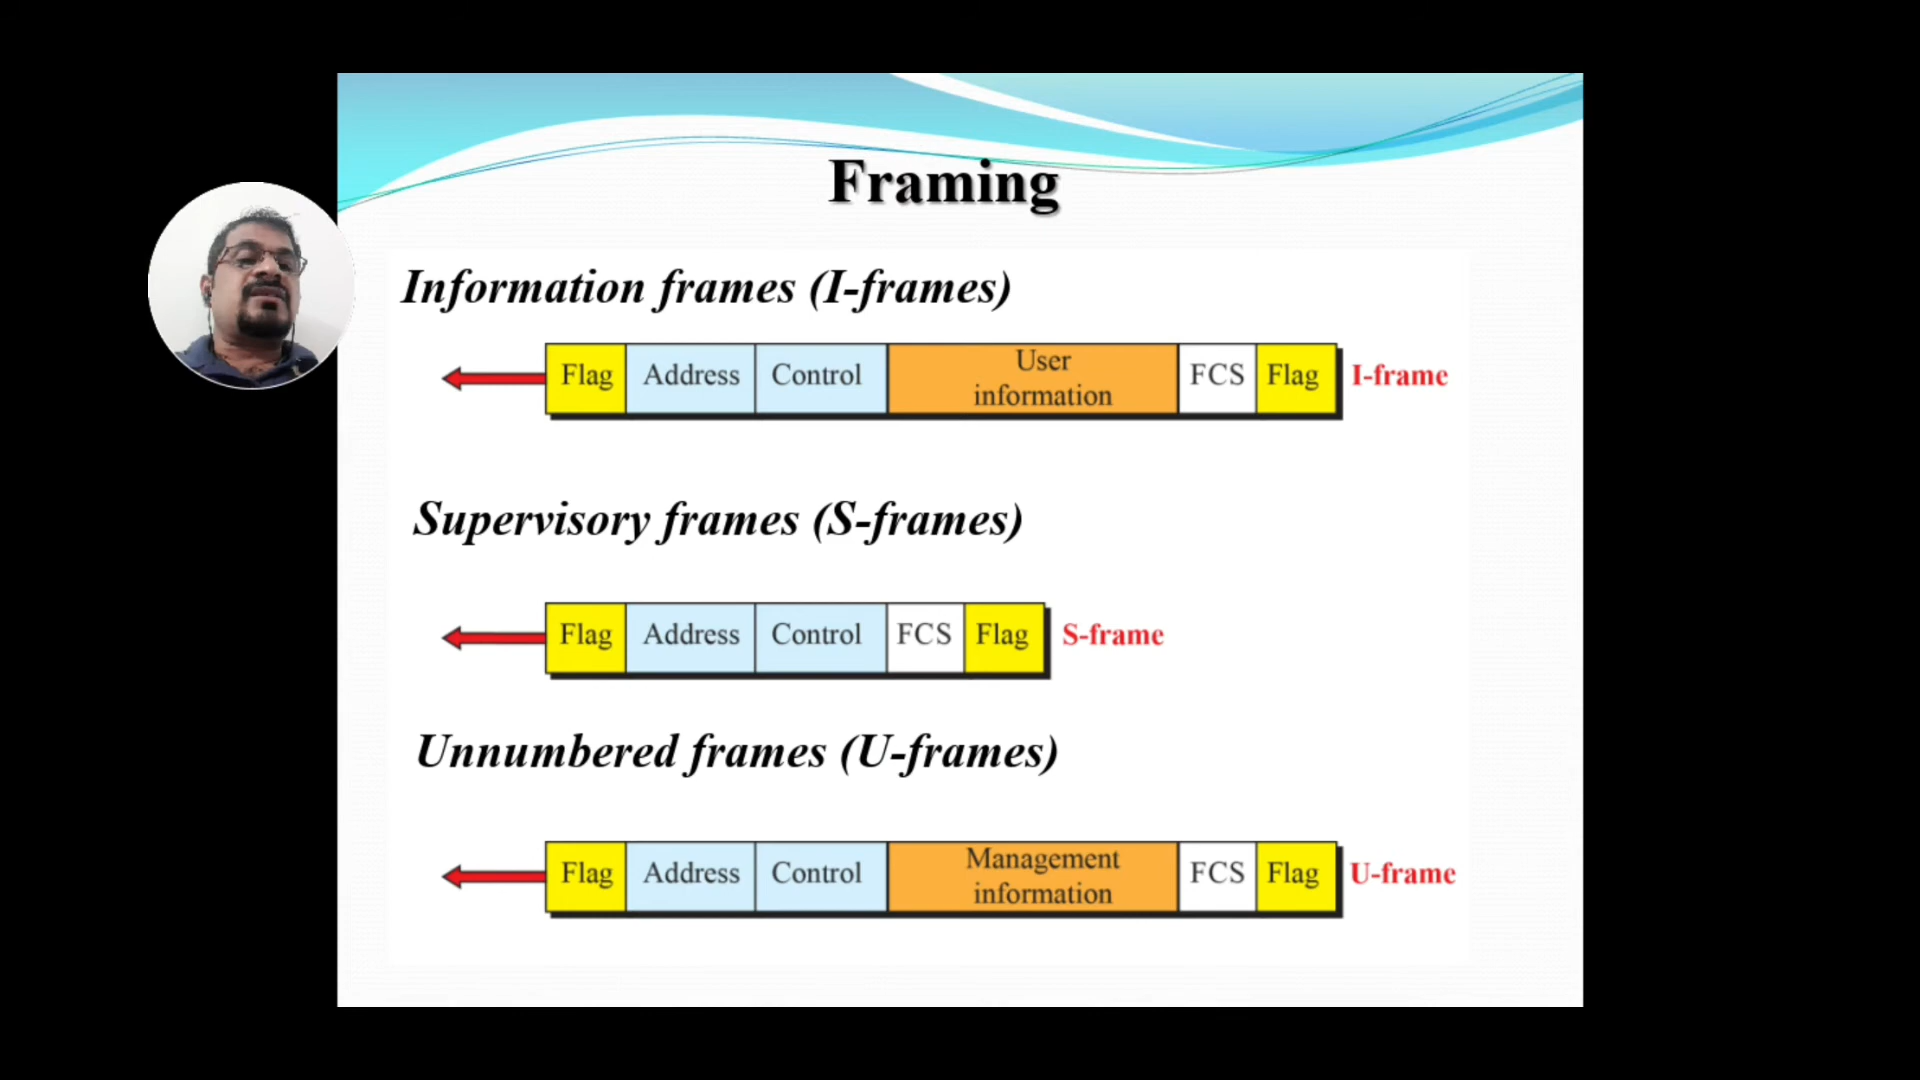 Framing
Information frames (I-frames)
Flag Address Control User information FCS Flag I-frame
Supervisory frames (S-frames)
Flag Address Control FCS Flag S-frame
Unnumbered frames (U-frames)
Flag Address Control Management information FCS Flag U-frame